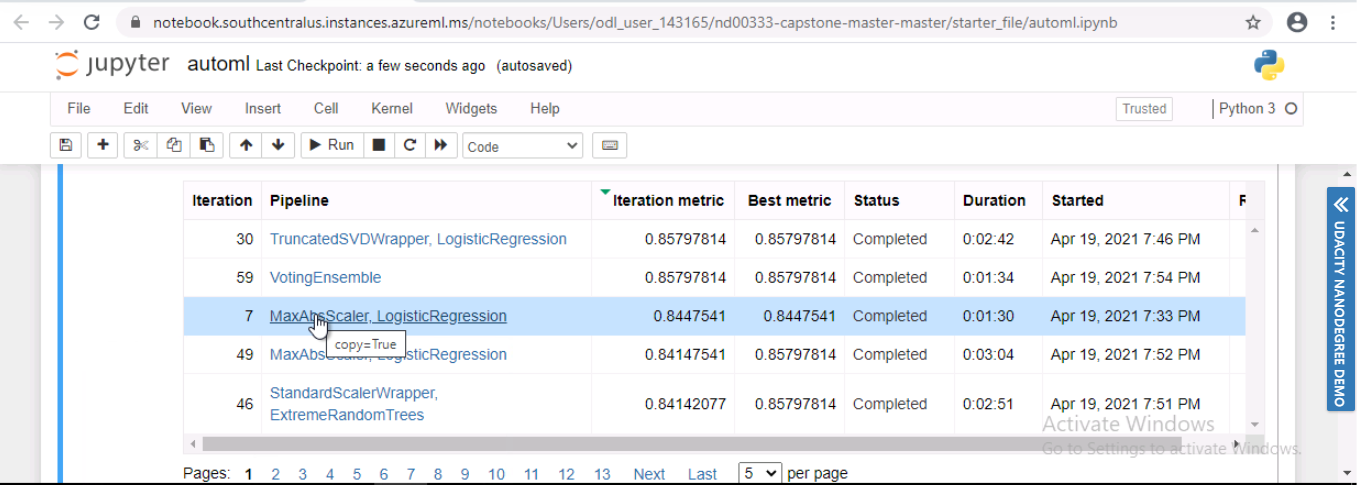 notebook.southcentralus.instances.azureml.ms/notebooks/Users/odl_user_143165/nd00333-capstone-master-master/starter_file/automl.ipynb
jupyter automl Last Checkpoint: a few seconds ago (autosaved)
File Edit View Insert Cell Kernel Widgets Help Trusted Python 3
Run Code
Iteration Pipeline Iteration metric Best metric Status Duration Started R
30 TruncatedSVDWrapper, LogisticRegression 0.85797814 0.85797814 Completed 0:02:42 Apr 19, 2021 7:46 PM
59 VotingEnsemble 0.85797814 0.85797814 Completed 0:01:34 Apr 19, 2021 7:54 PM
7 MaxAbsScaler, LogisticRegression 0.8447541 0.8447541 Completed 0:01:30 Apr 19, 2021 7:33 PM
copy=True
49 MaxAbsScaler, LogisticRegression 0.84147541 0.85797814 Completed 0:03:04 Apr 19, 2021 7:52 PM
StandardScalerWrapper,
46 ExtremeRandomTrees 0.84142077 0.85797814 Completed 0:02:51 Apr 19, 2021 7:51 PM
Activate Windows
Go to Settings to activate Windows.
Pages: 1 2 3 4 5 6 7 8 9 10 11 12 13 Next Last 5 per page
UDACITY NANODEGREE DEMO